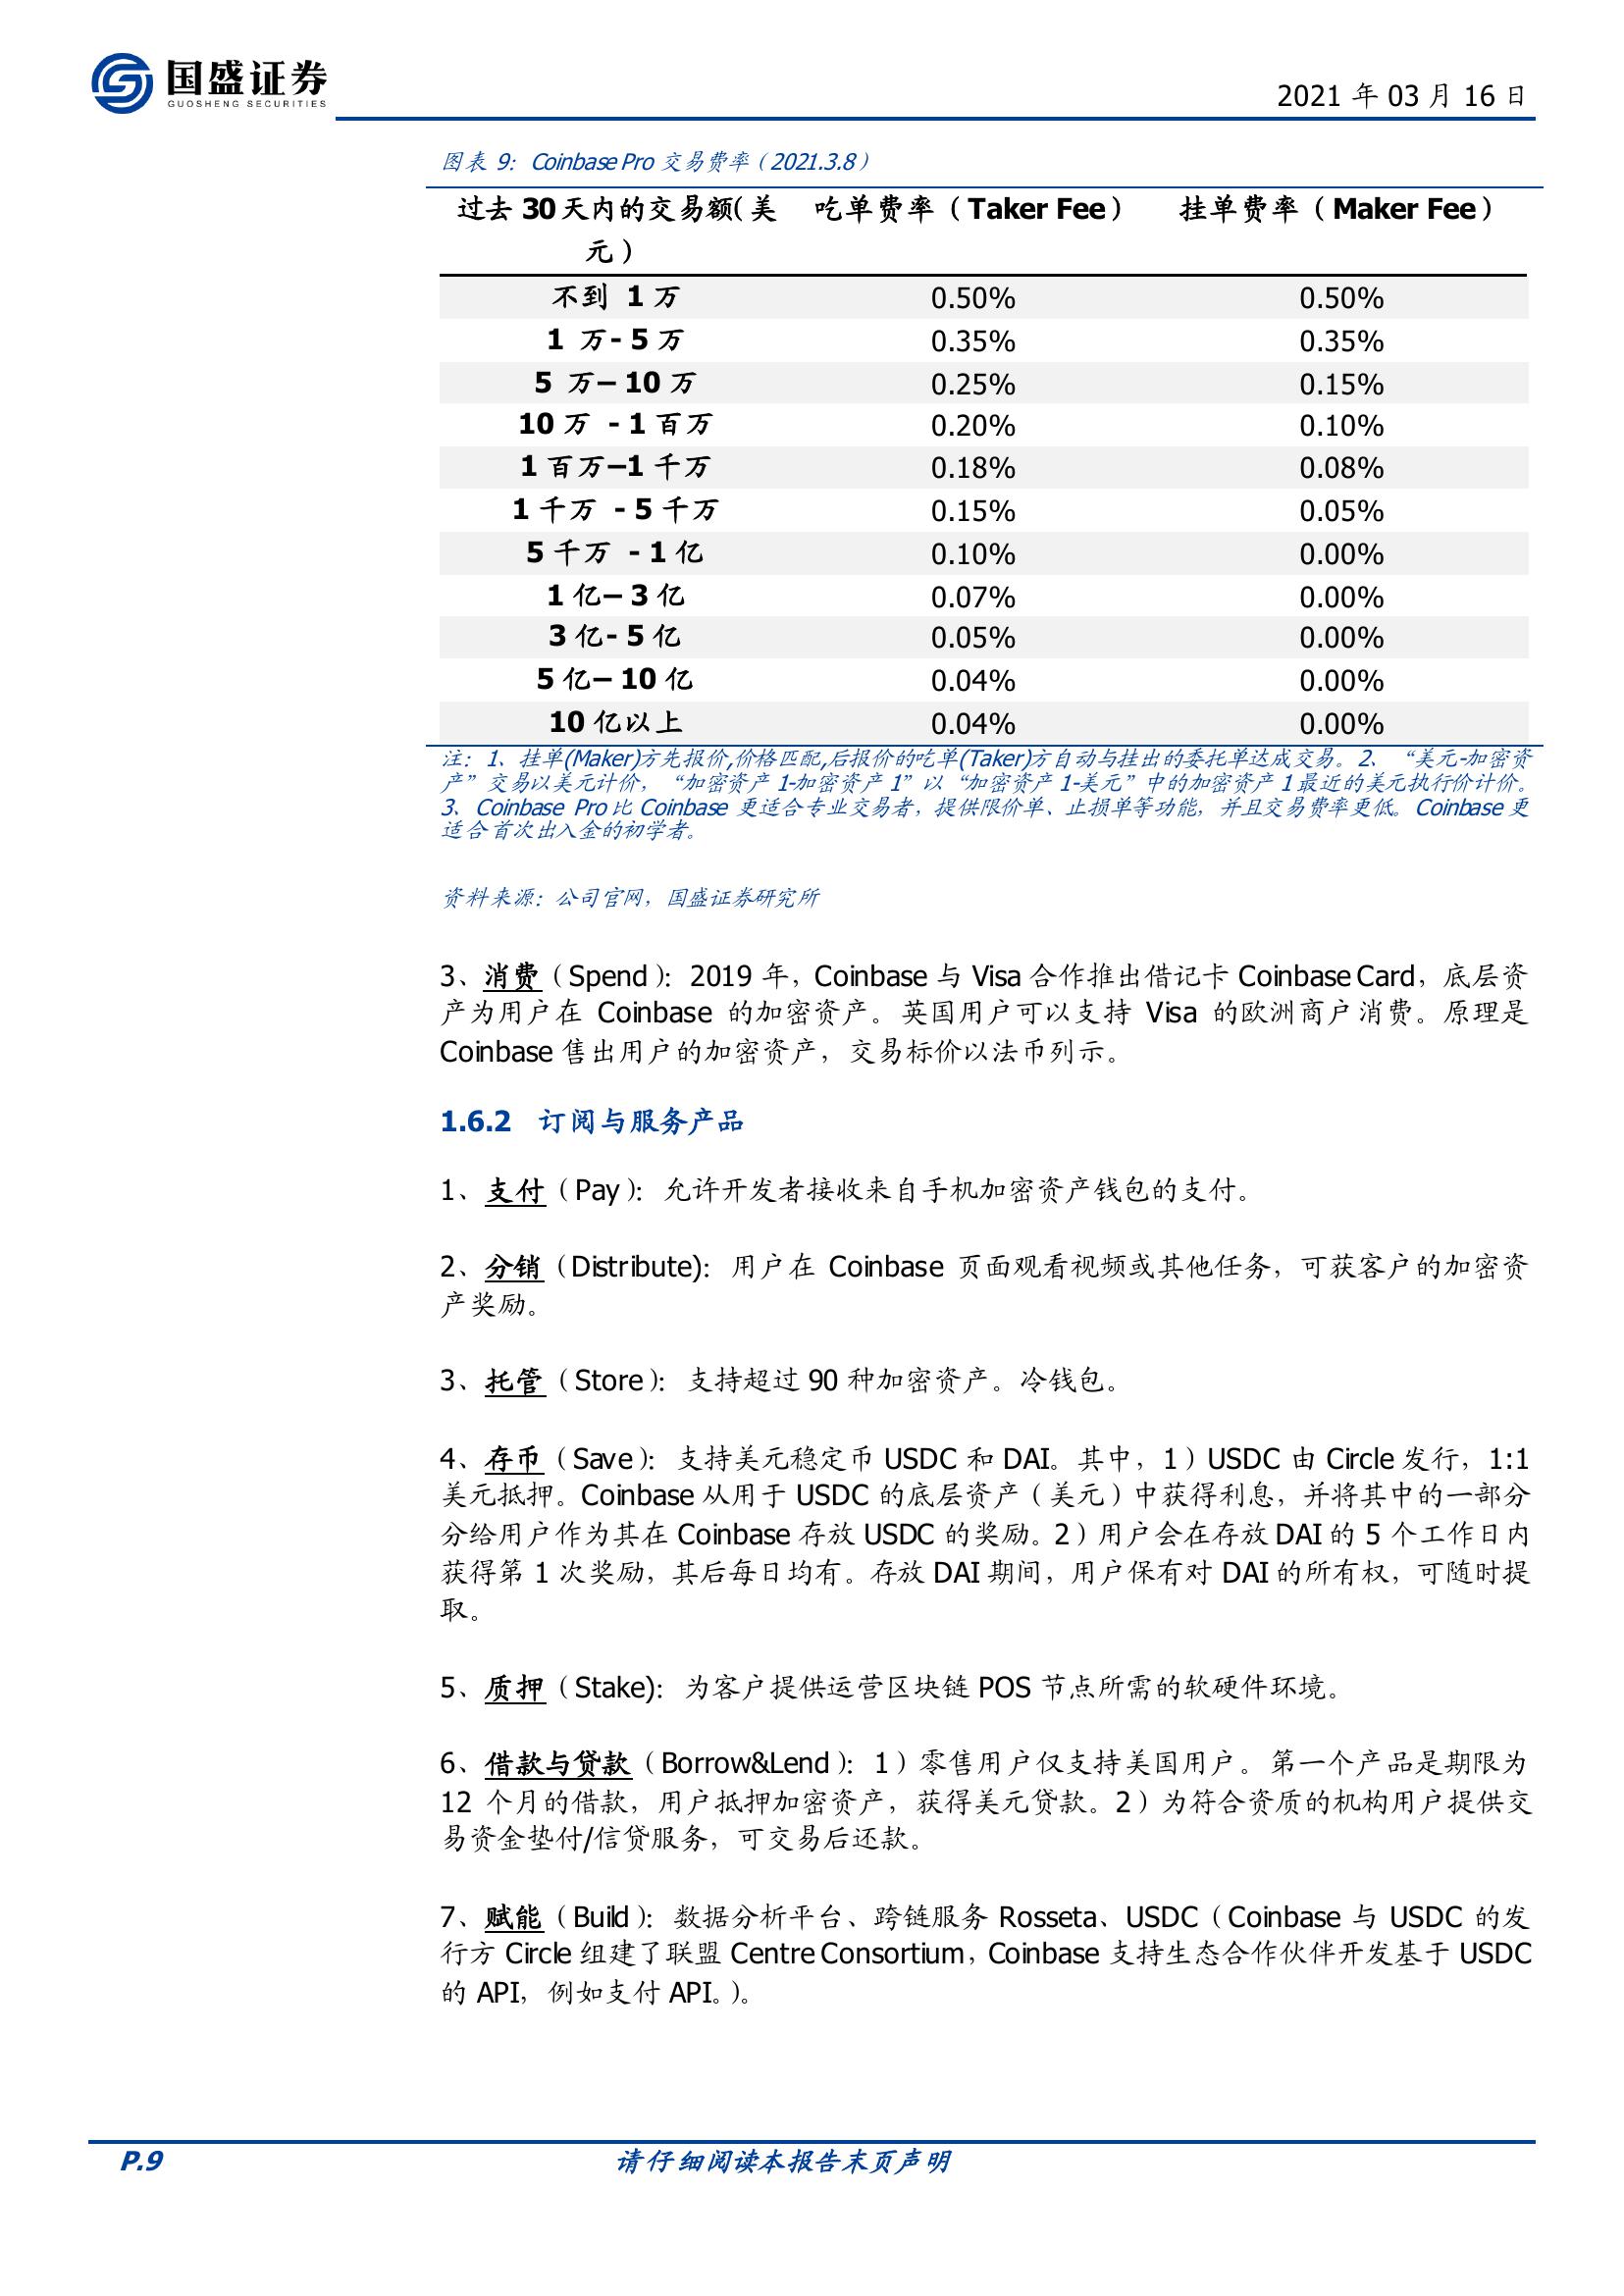 国盛证券
GUOSHENG SECURITIES
2021 年 03 月 16 日
图表 9：Coinbase Pro 交易费率（2021.3.8）
过去 30 天内的交易额(美 吃单费率（Taker Fee） 挂单费率（Maker Fee）
元）
不到 1 万 0.50% 0.50%
1 万- 5 万 0.35% 0.35%
5 万– 10 万 0.25% 0.15%
10 万 - 1 百万 0.20% 0.10%
1 百万–1 千万 0.18% 0.08%
1 千万 - 5 千万 0.15% 0.05%
5 千万 - 1 亿 0.10% 0.00%
1 亿– 3 亿 0.07% 0.00%
3 亿- 5 亿 0.05% 0.00%
5 亿– 10 亿 0.04% 0.00%
10 亿以上 0.04% 0.00%
注：1、挂单(Maker)方先报价,价格匹配,后报价的吃单(Taker)方自动与挂出的委托单达成交易。2、“美元-加密资
产”交易以美元计价，“加密资产 1-加密资产 1”以“加密资产 1-美元”中的加密资产 1 最近的美元执行价计价。
3、Coinbase Pro 比 Coinbase 更适合专业交易者，提供限价单、止损单等功能，并且交易费率更低。Coinbase 更
适合首次出入金的初学者。
资料来源：公司官网，国盛证券研究所
3、消费（Spend）：2019 年，Coinbase 与 Visa 合作推出借记卡 Coinbase Card，底层资
产为用户在 Coinbase 的加密资产。英国用户可以支持 Visa 的欧洲商户消费。原理是
Coinbase 售出用户的加密资产，交易标价以法币列示。
1.6.2 订阅与服务产品
1、支付（Pay）：允许开发者接收来自手机加密资产钱包的支付。
2、分销（Distribute)：用户在 Coinbase 页面观看视频或其他任务，可获客户的加密资
产奖励。
3、托管（Store）：支持超过 90 种加密资产。冷钱包。
4、存币（Save）：支持美元稳定币 USDC 和 DAI。其中，1）USDC 由 Circle 发行，1:1
美元抵押。Coinbase 从用于 USDC 的底层资产（美元）中获得利息，并将其中的一部分
分给用户作为其在 Coinbase 存放 USDC 的奖励。2）用户会在存放 DAI 的 5 个工作日内
获得第 1 次奖励，其后每日均有。存放 DAI 期间，用户保有对 DAI 的所有权，可随时提
取。
5、质押（Stake)：为客户提供运营区块链 POS 节点所需的软硬件环境。
6、借款与贷款（Borrow&Lend）：1）零售用户仅支持美国用户。第一个产品是期限为
12 个月的借款，用户抵押加密资产，获得美元贷款。2）为符合资质的机构用户提供交
易资金垫付/信贷服务，可交易后还款。
7、赋能（Build）：数据分析平台、跨链服务 Rosseta、USDC（Coinbase 与 USDC 的发
行方 Circle 组建了联盟 Centre Consortium，Coinbase 支持生态合作伙伴开发基于 USDC
的 API，例如支付 API。)。
P.9 请仔细阅读本报告末页声明